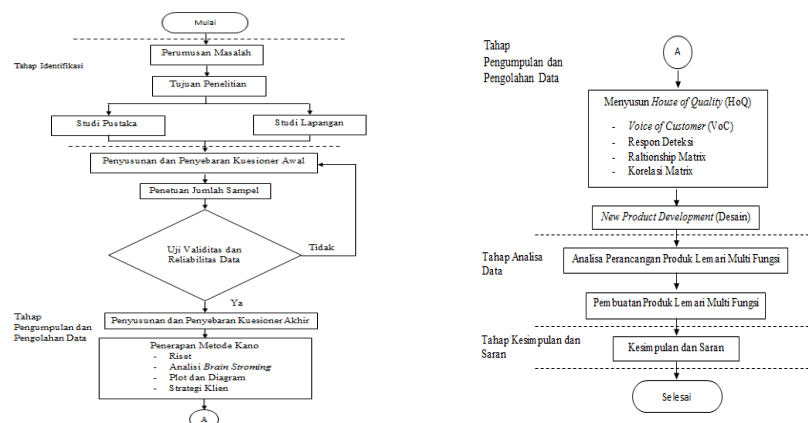 Mulai
Tahap Identifikasi
Perumusan Masalah
Tujuan Penelitian
Studi Pustaka
Studi Lapangan
Penyusunan dan Penyebaran Kuesioner Awal
Penetuan Jumlah Sampel
Uji Validitas dan
Reliabilitas Data
Tidak
Ya
Tahap
Pengumpulan dan
Pengolahan Data
Penyusunan dan Penyebaran Kuesioner Akhir
Penerapan Metode Kano
- Riset
- Analisi Brain Stroming
- Plot dan Diagram
- Strategi Klien
A
Tahap
Pengumpulan dan
Pengolahan Data
A
Menyusun House of Quality (HoQ)
- Voice of Customer (VoC)
- Respon Deteksi
- Raltionship Matrix
- Korelasi Matrix
New Product Development (Desain)
Tahap Analisa
Data
Analisa Perancangan Produk Lemari Multi Fungsi
Pembuatan Produk Lemari Multi Fungsi
Tahap Kesimpulan dan
Saran
Kesimpulan dan Saran
Selesai